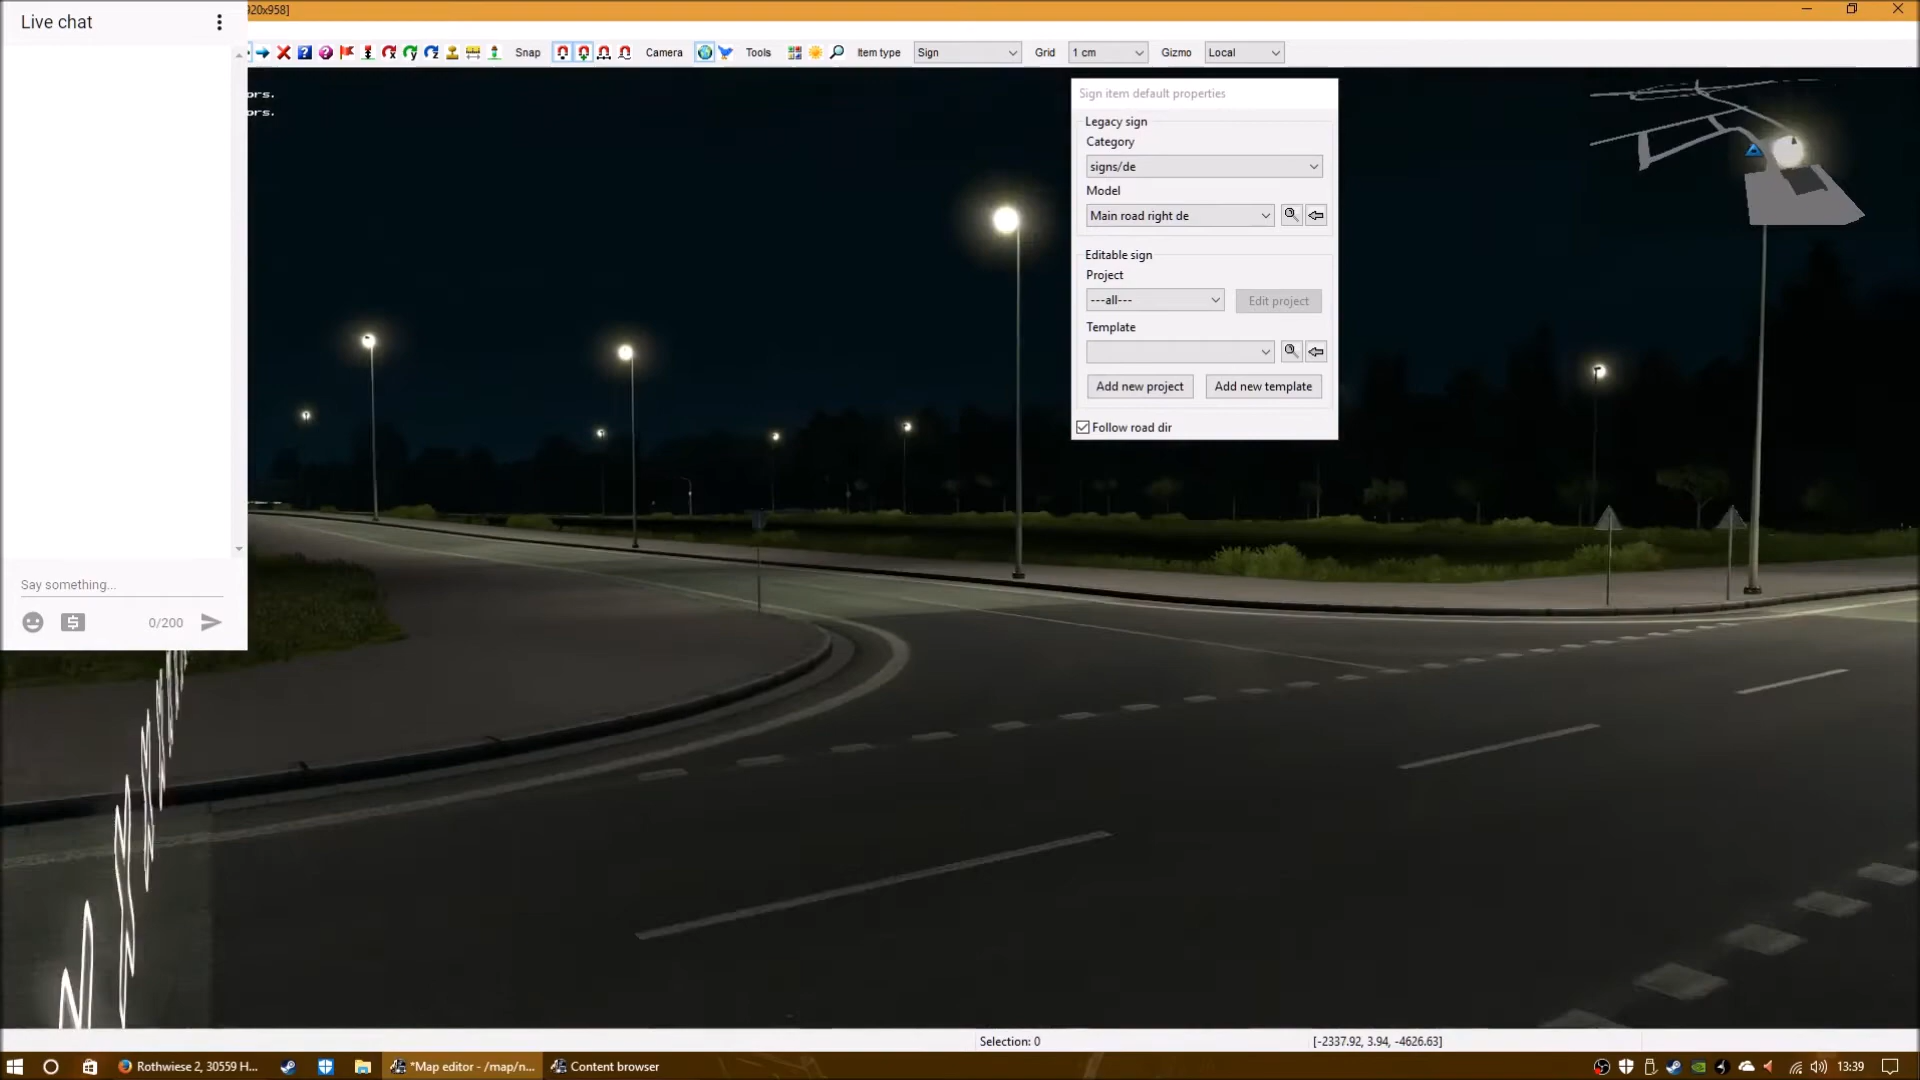 Live chat
920x958]
Snap
Camera
Tools
Item type
Sign
Grid
1 cm
Gizmo
Local
ors.
ors.
Sign item default properties
Legacy sign
Category
signs/de
Model
Main road right de
Editable sign
Project
---all---
Edit project
Template
Add new project
Add new template
Follow road dir
Say something...
0/200
Selection: 0
[-2337.92, 3.94, -4626.63]
Rothwiese 2, 30559 H...
*Map editor - /map/n...
Content browser
13:39